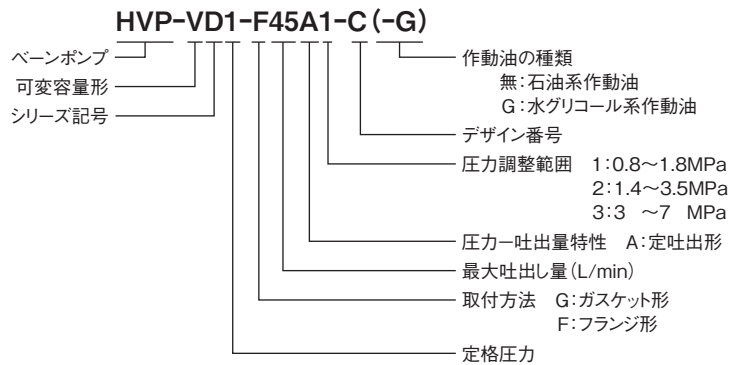 HVP-VD1-F45A1-C(-G)
ベーンポンプ
可変容量形
シリーズ記号
作動油の種類
無：石油系作動油
G：水グリコール系作動油
デザイン番号
圧力調整範囲 1：0.8〜1.8MPa
2：1.4〜3.5MPa
3：3 〜7 MPa
圧力ー吐出量特性 A：定吐出形
最大吐出し量（L/min）
取付方法 G：ガスケット形
F：フランジ形
定格圧力